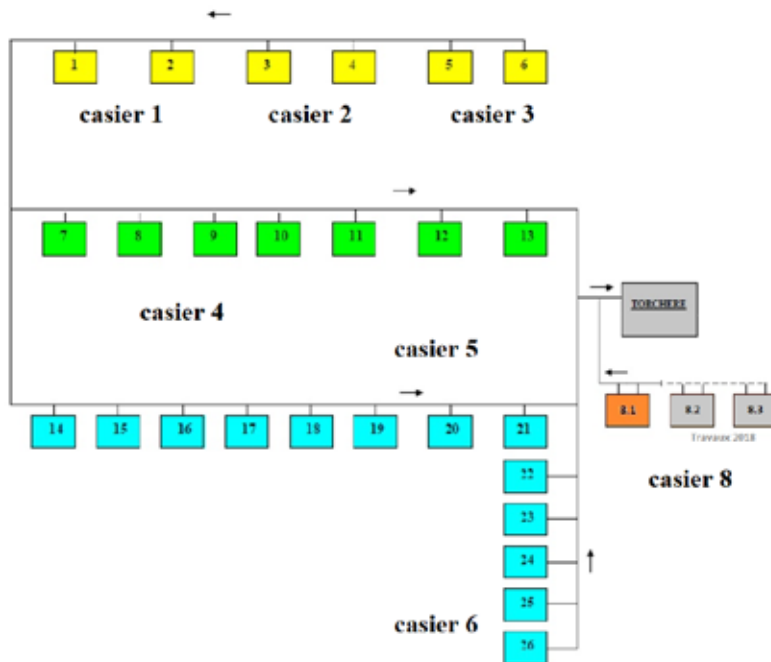 1 2 3 4 5 6
casier 1 casier 2 casier 3
7 8 9 10 11 12 13
TORCHERE
casier 4
casier 5
8.1 8.2 8.3
Travaux 2018
14 15 16 17 18 19 20 21
22
casier 8
23
24
25
casier 6
26